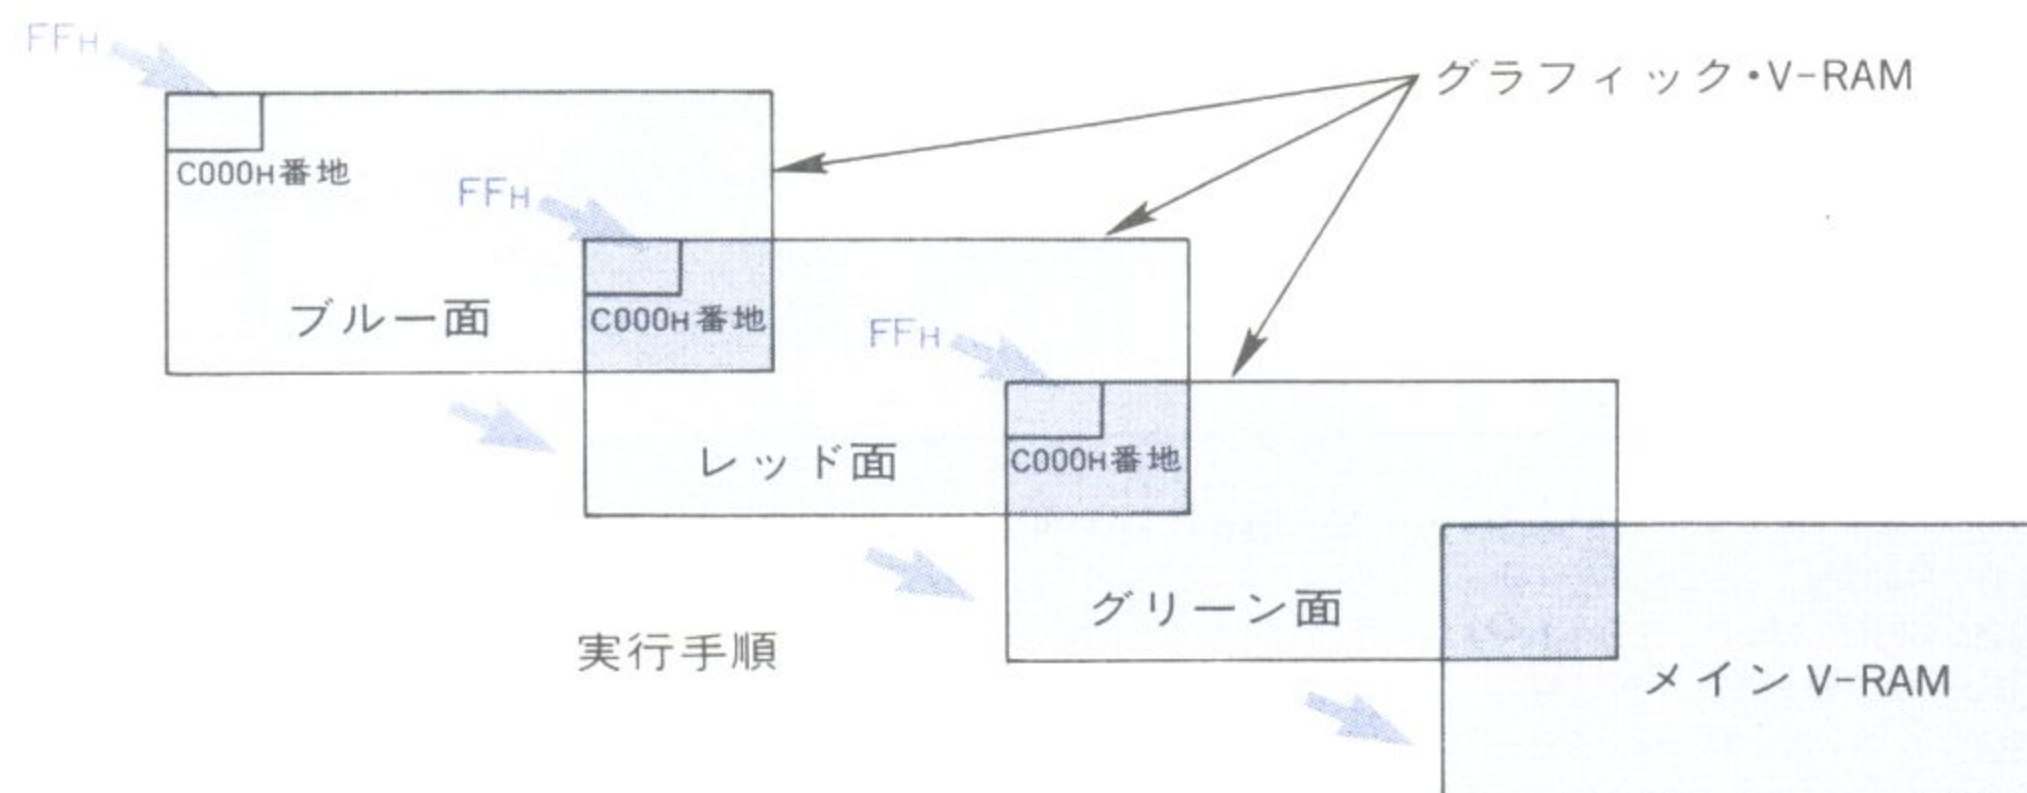 FFH
グラフィック・V-RAM
C000H番地
FFH
ブルー面
C000H番地
FFH
レッド面
C000H番地
グリーン面
実行手順
メインV-RAM